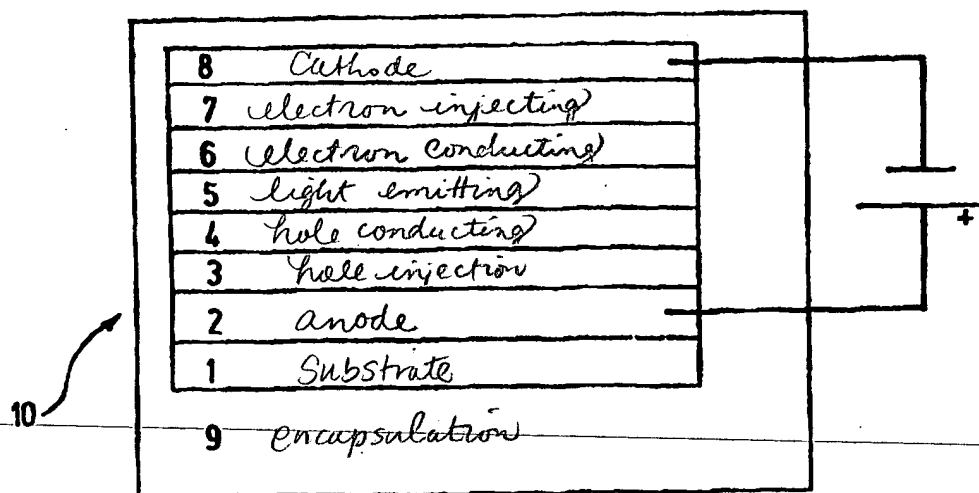 8 Cathode
7 electron injecting
6 electron conducting
5 light emitting
4 hole conducting
3 hole injection
+
2 anode
1 Substrate
10
9 encapsulation